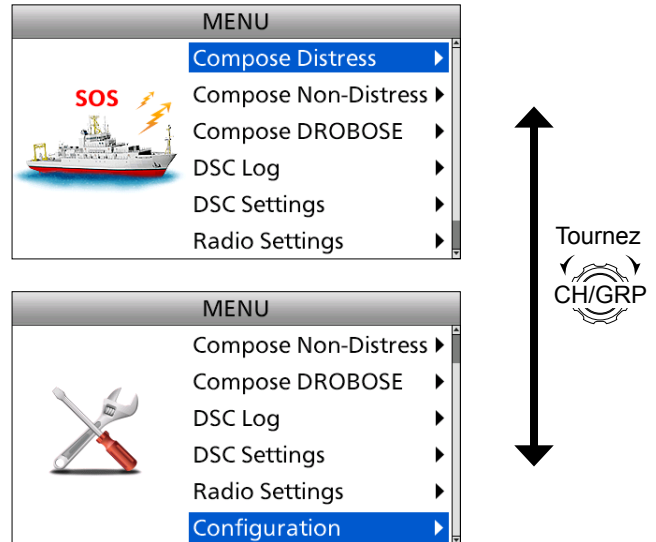 MENU
SOS
Compose Distress
Compose Non-Distress
Compose DROBOSE
DSC Log
DSC Settings
Radio Settings
Tournez
CH/GRP
MENU
Compose Non-Distress
Compose DROBOSE
DSC Log
DSC Settings
Radio Settings
Configuration